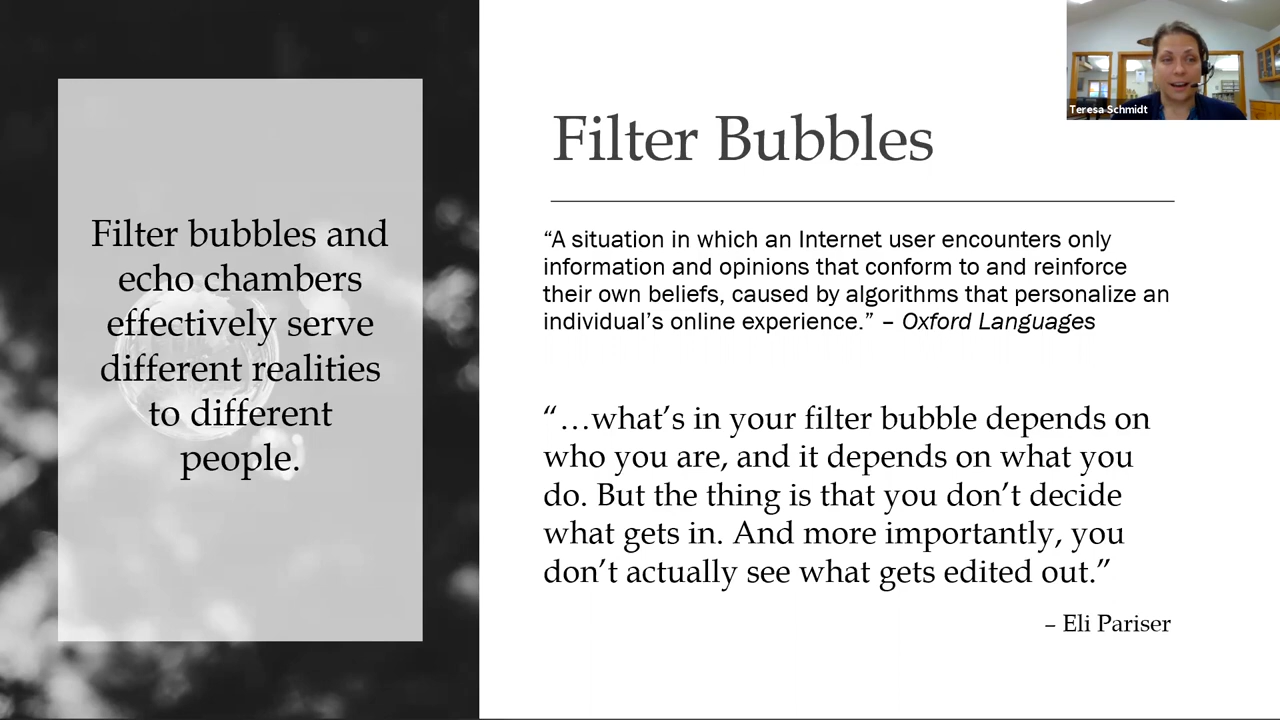 Filter bubbles and
echo chambers
effectively serve
different realities
to different
people.
Filter Bubbles
“A situation in which an Internet user encounters only
information and opinions that conform to and reinforce
their own beliefs, caused by algorithms that personalize an
individual’s online experience.” – Oxford Languages
“…what’s in your filter bubble depends on
who you are, and it depends on what you
do. But the thing is that you don’t decide
what gets in. And more importantly, you
don’t actually see what gets edited out.”
– Eli Pariser
Teresa Schmidt